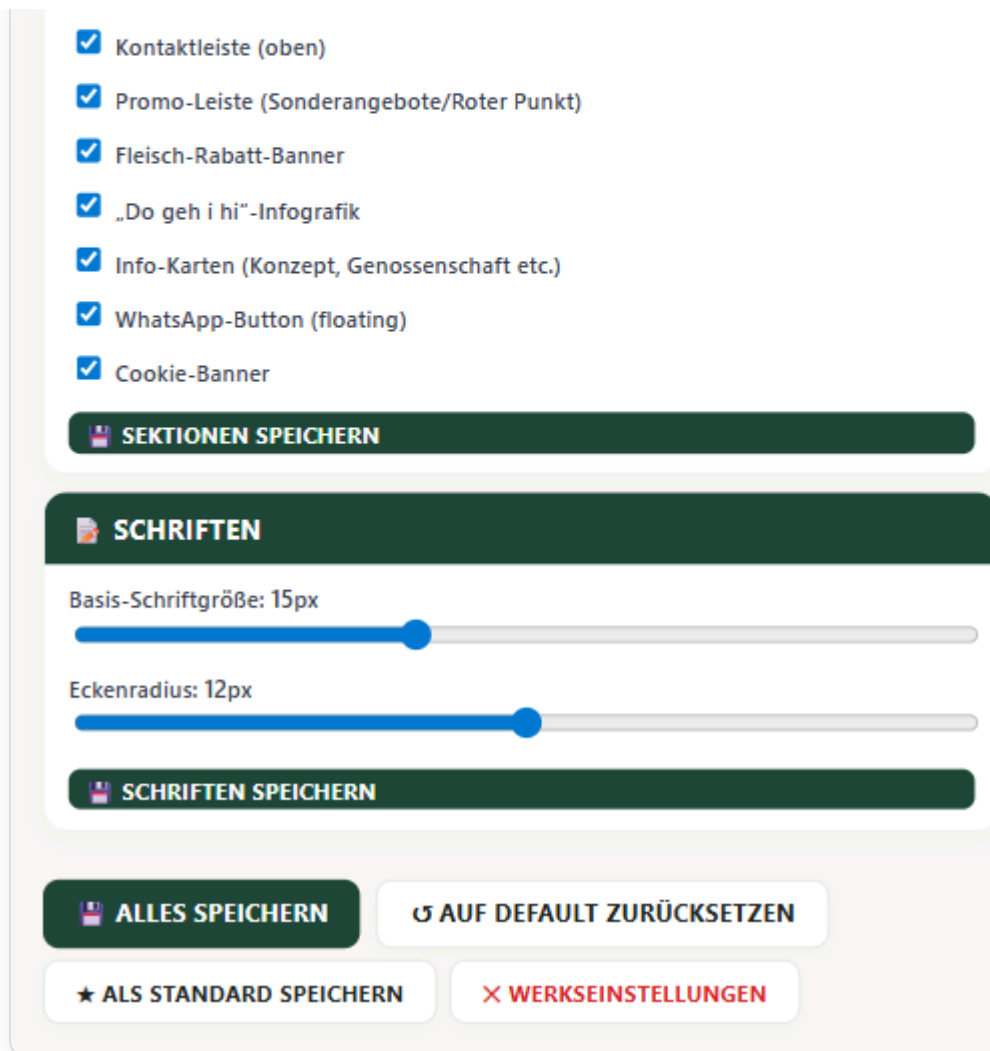 Kontaktleiste (oben)
Promo-Leiste (Sonderangebote/Roter Punkt)
Fleisch-Rabatt-Banner
„Do geh i hi“-Infografik
Info-Karten (Konzept, Genossenschaft etc.)
WhatsApp-Button (floating)
Cookie-Banner
💾 SEKTIONEN SPEICHERN
📝 SCHRIFTEN
Basis-Schriftgröße: 15px
Eckenradius: 12px
💾 SCHRIFTEN SPEICHERN
💾 ALLES SPEICHERN
↺ AUF DEFAULT ZURÜCKSETZEN
★ ALS STANDARD SPEICHERN
✕ WERKSEINSTELLUNGEN